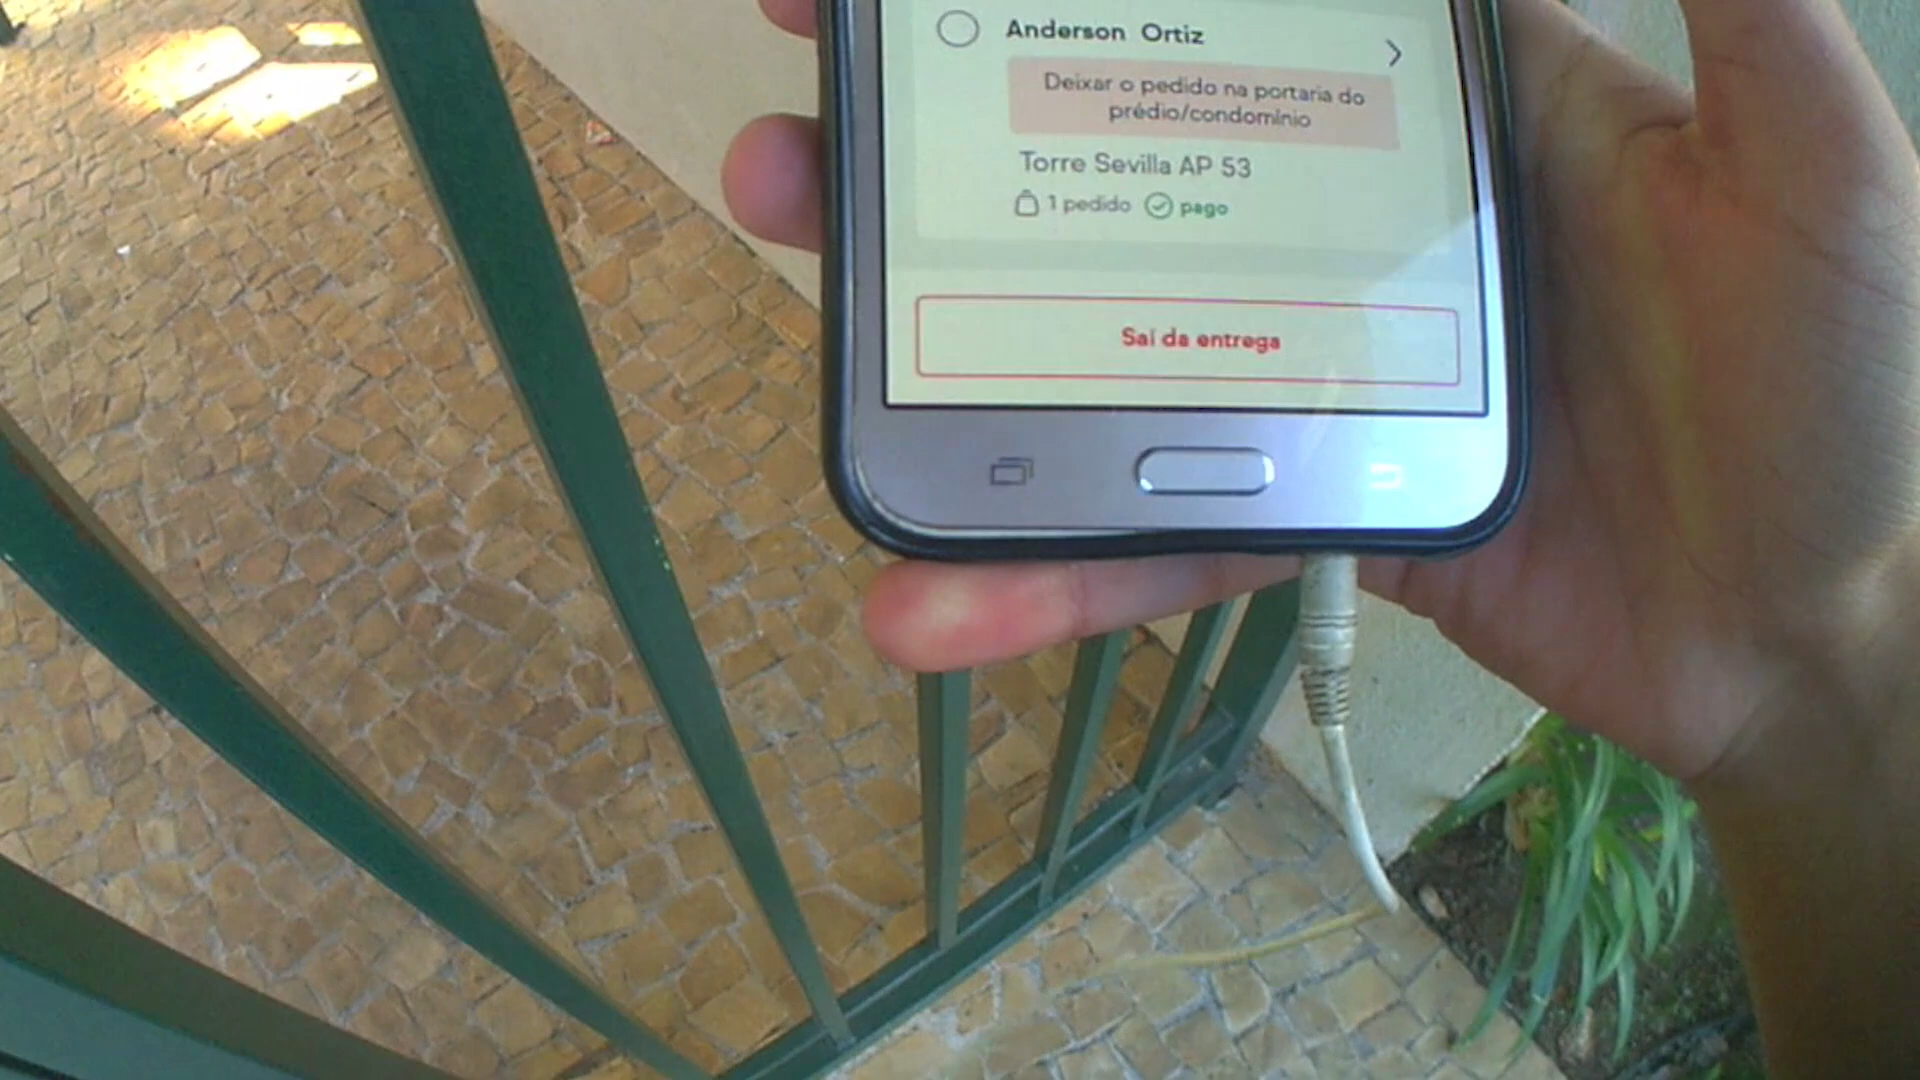 Anderson Ortiz
Deixar o pedido na portaria do
prédio/condomínio
Torre Sevilla AP 53
1 pedido pago
Saí da entrega